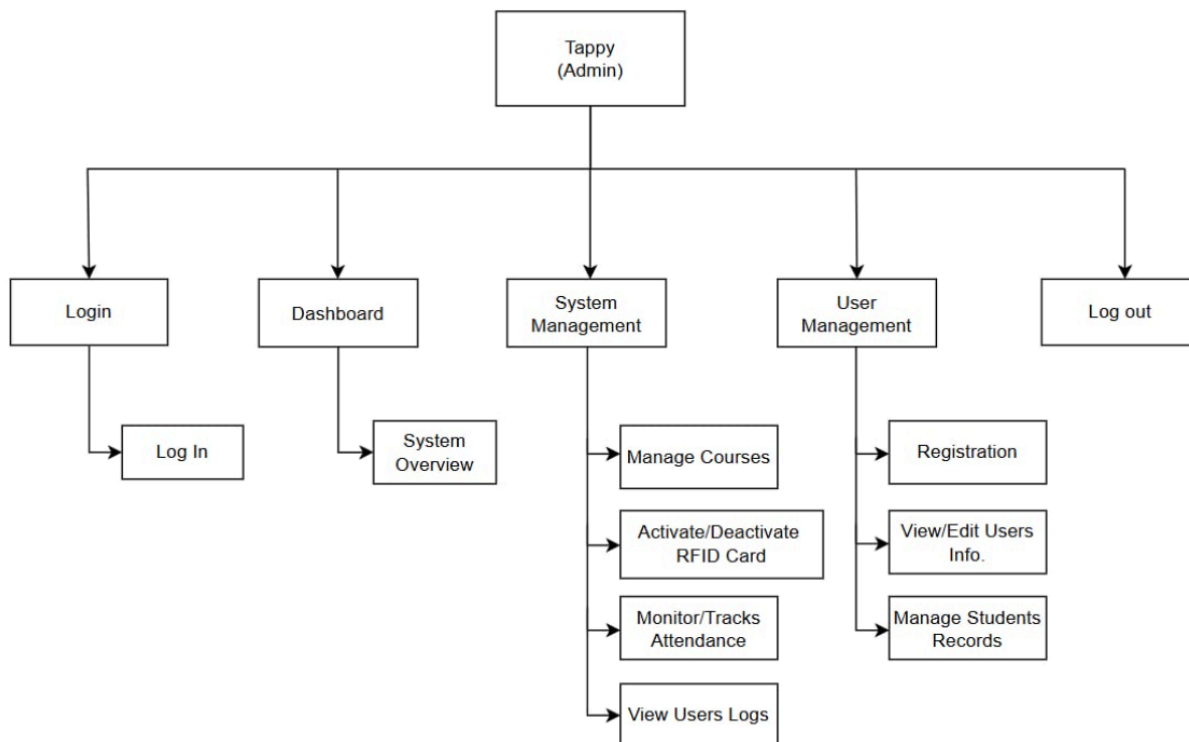 Tappy
(Admin)
Login
Dashboard
System
Management
User
Management
Log out
Log In
System
Overview
Manage Courses
Registration
Activate/Deactivate
RFID Card
View/Edit Users
Info.
Monitor/Tracks
Attendance
Manage Students
Records
View Users Logs